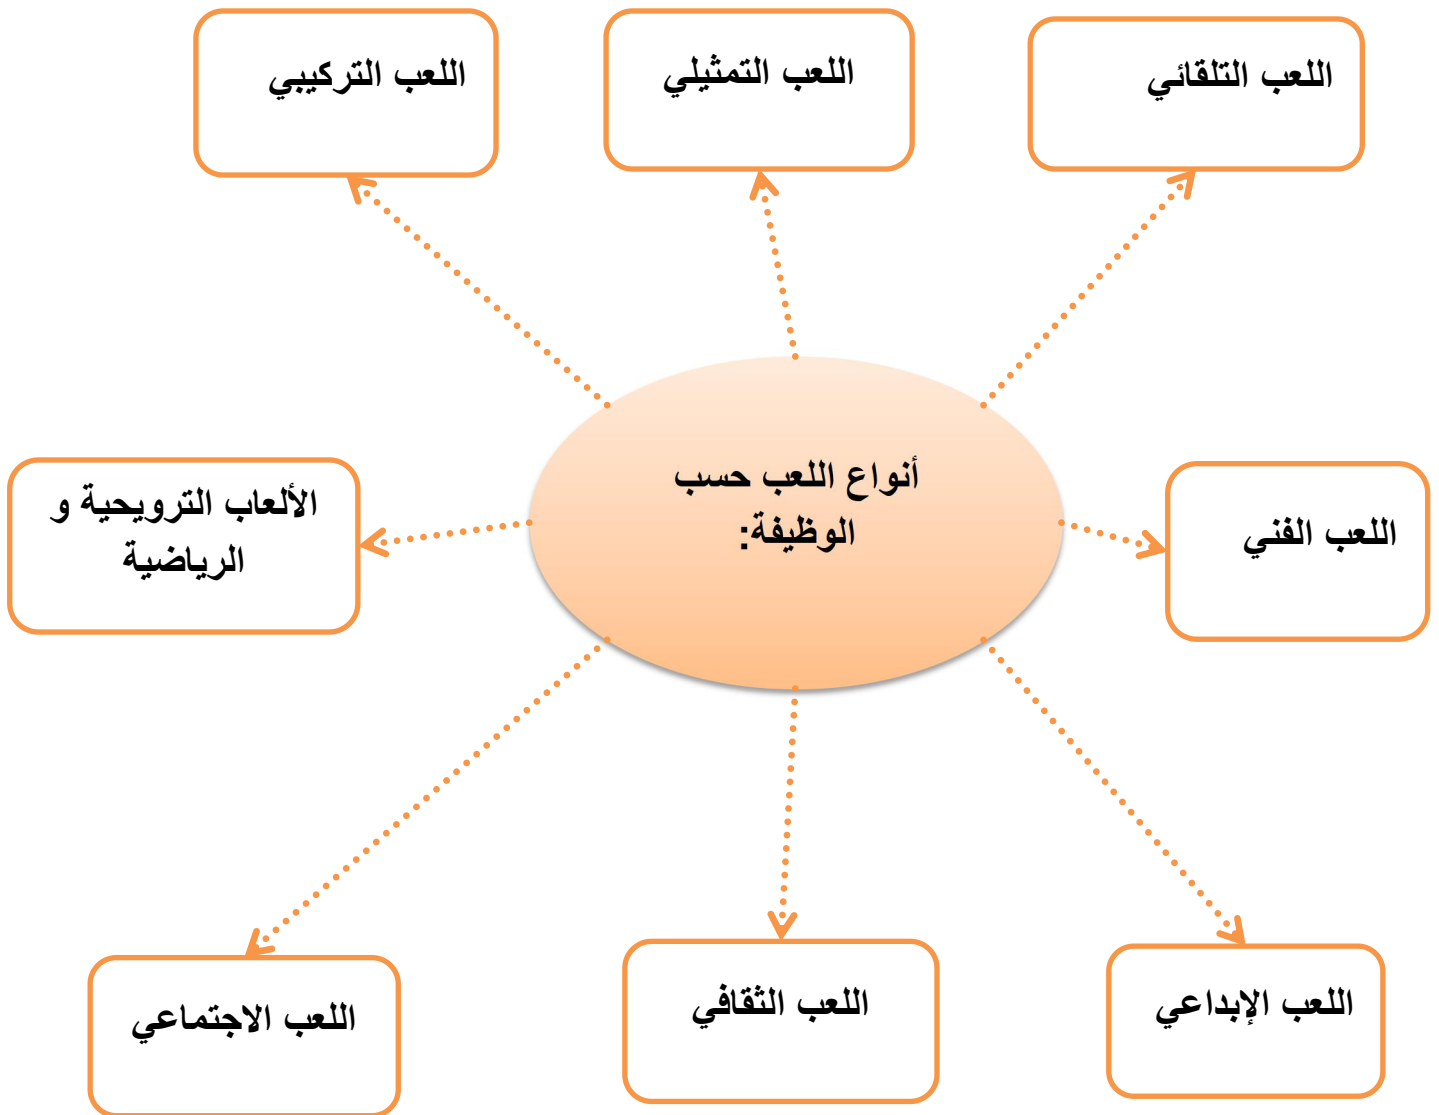 اللعب التلقائي
اللعب التمثيلي
اللعب التركيبي
أنواع اللعب حسب
الوظيفة:
اللعب الفني
الألعاب الترويحية و
الرياضية
اللعب الإبداعي
اللعب الثقافي
اللعب الاجتماعي